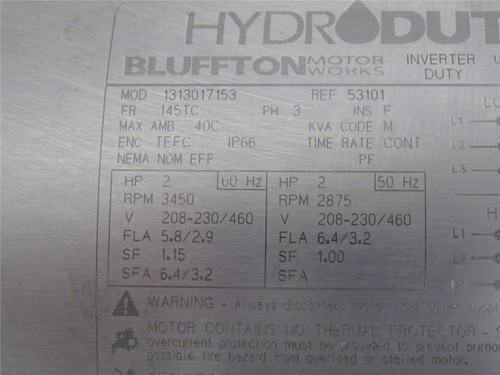 HYDRODUT
BLUFFTON MOTOR WORKS INVERTER DUTY
MOD 1313017153 REF 53101
FR 145TC PH 3 INS F
MAX AMB 40C KVA CODE M
ENC TEFC IP66 TIME RATE CONT
NEMA NOM EFF PF
HP 2 60 Hz HP 2 50 Hz
RPM 3450 RPM 2875
V 208-230/460 V 208-230/460
FLA 5.8/2.9 FLA 6.4/3.2
SF 1.15 SF 1.00
SFA 6.4/3.2 SFA
L1
L2
L3
H
L1
L2
WARNING - Always disconnect motor from power
MOTOR CONTAINS NO THERMAL PROTECTOR -
overcurrent protection must be provided to prevent
possible fire hazard from overload or stalled motor.